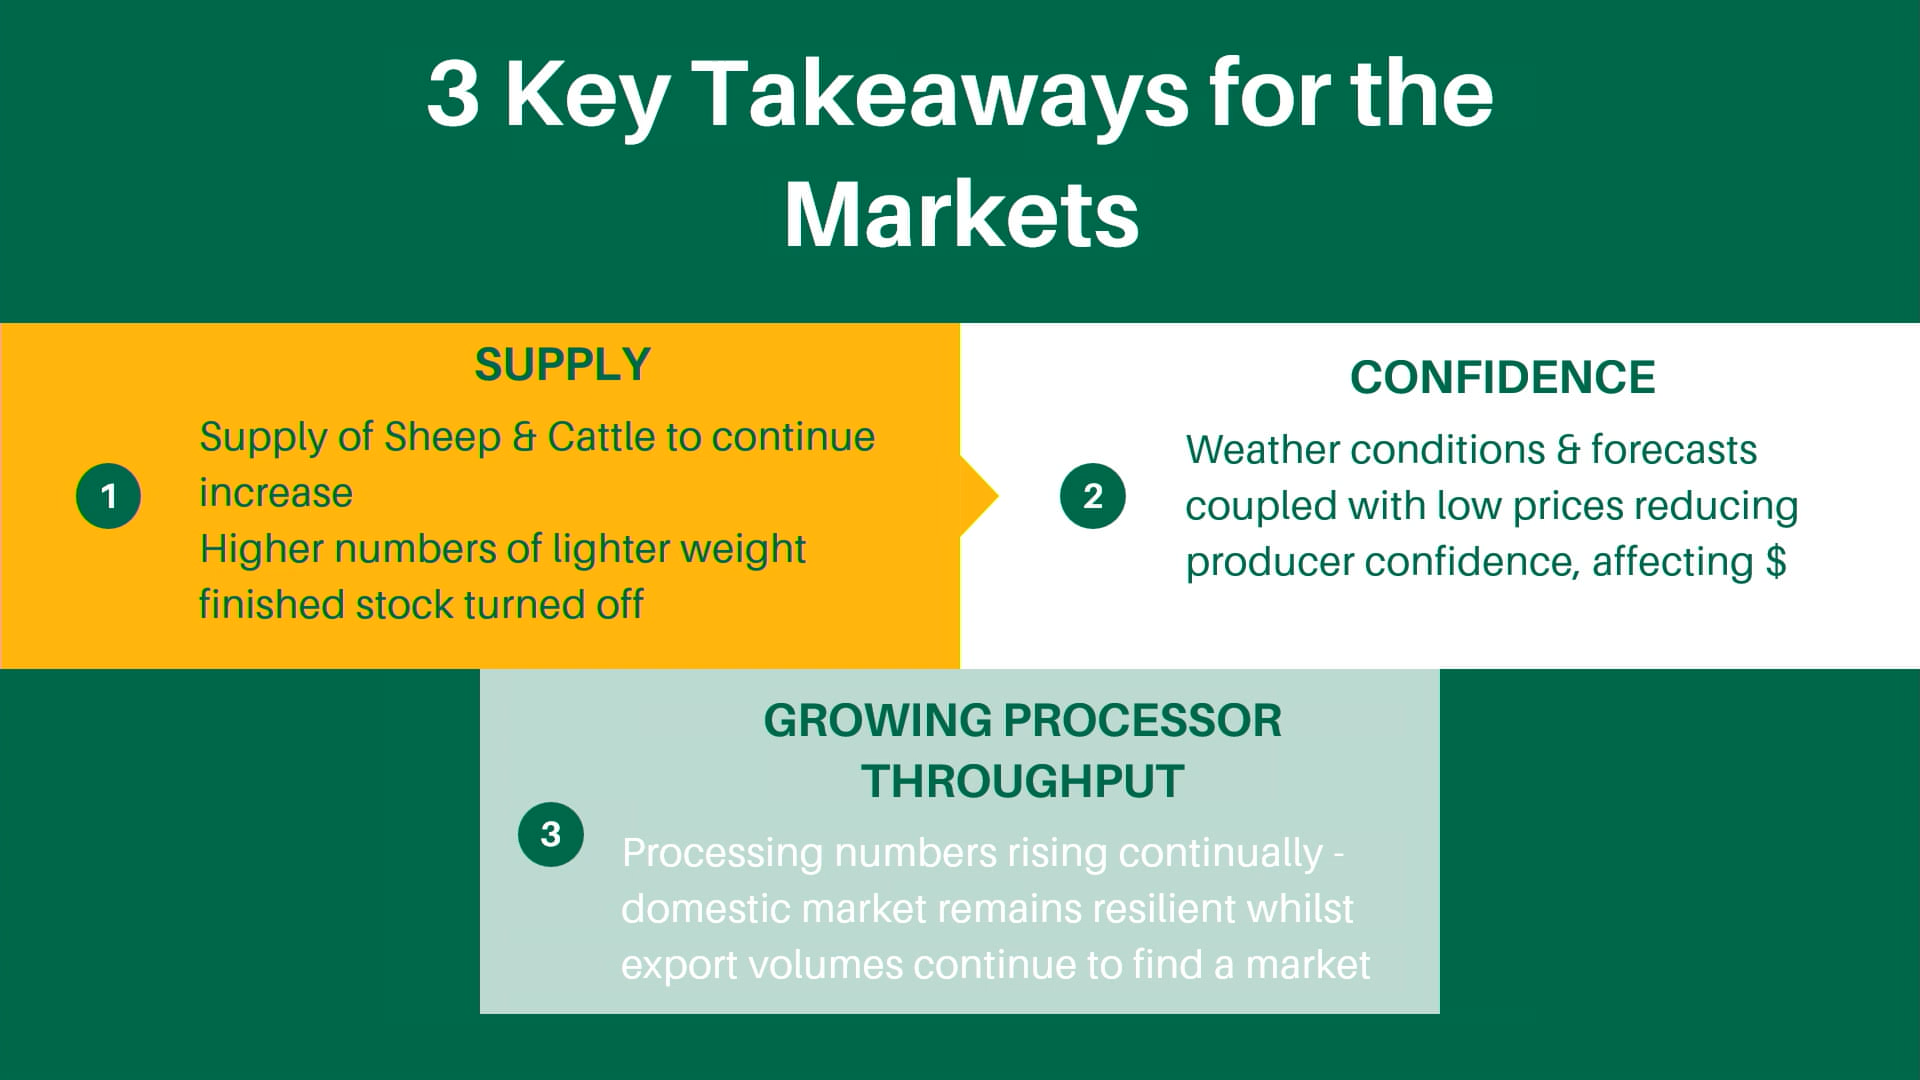 3 Key Takeaways for the
Markets
SUPPLY
1
Supply of Sheep & Cattle to continue
increase
Higher numbers of lighter weight
finished stock turned off
CONFIDENCE
2
Weather conditions & forecasts
coupled with low prices reducing
producer confidence, affecting $
GROWING PROCESSOR
THROUGHPUT
3
Processing numbers rising continually -
domestic market remains resilient whilst
export volumes continue to find a market